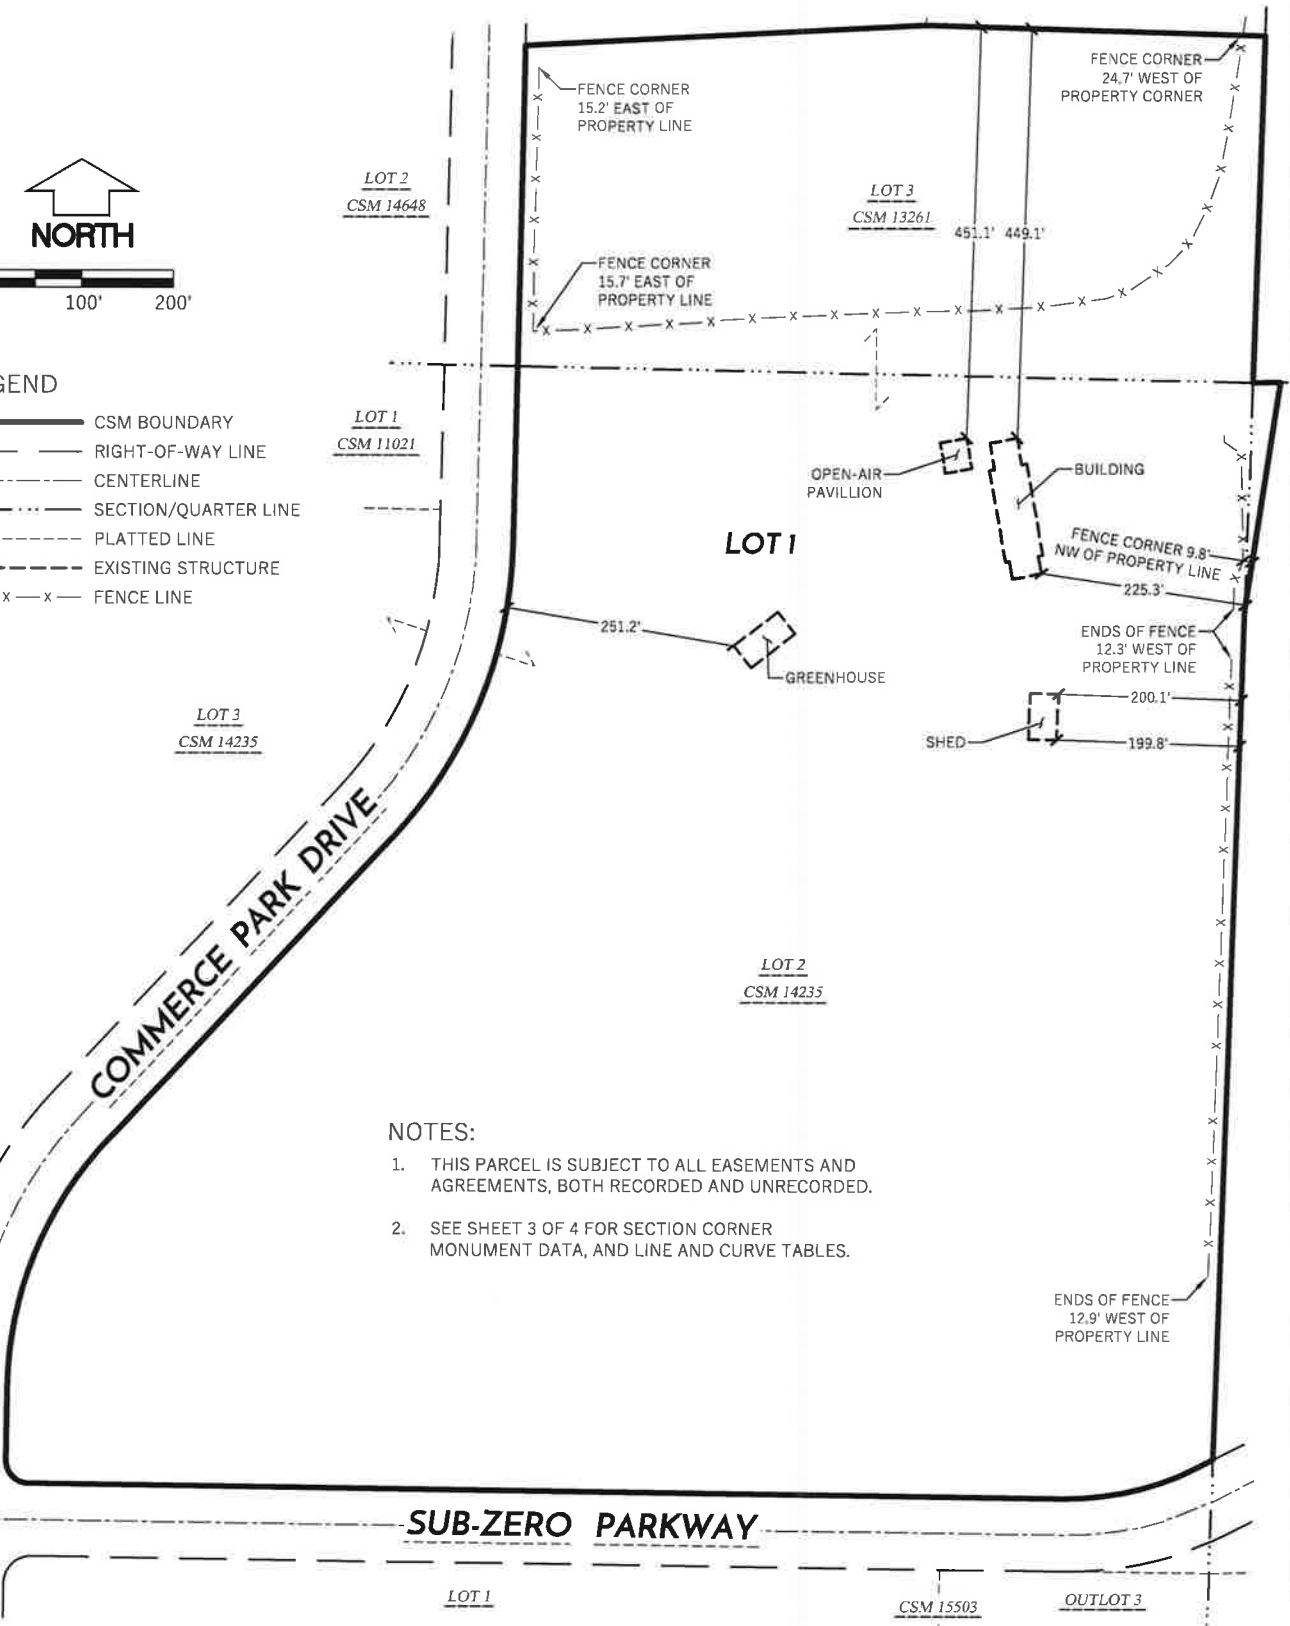 FENCE CORNER
15.2' EAST OF
PROPERTY LINE
FENCE CORNER
24.7' WEST OF
PROPERTY CORNER
NORTH
100' 200'
LOT 2
CSM 14648
LOT 3
CSM 13261
451.1' 449.1'
FENCE CORNER
15.7' EAST OF
PROPERTY LINE
GEND
CSM BOUNDARY
RIGHT-OF-WAY LINE
CENTERLINE
SECTION/QUARTER LINE
PLATTED LINE
EXISTING STRUCTURE
x x FENCE LINE
LOT 1
CSM 11021
OPEN-AIR
PAVILLION
BUILDING
LOT 1
FENCE CORNER 9.8'
NW OF PROPERTY LINE
225.3'
251.2'
GREENHOUSE
ENDS OF FENCE
12.3' WEST OF
PROPERTY LINE
200.1'
SHED
199.8'
LOT 3
CSM 14235
COMMERCE PARK DRIVE
LOT 2
CSM 14235
NOTES:
1. THIS PARCEL IS SUBJECT TO ALL EASEMENTS AND
AGREEMENTS, BOTH RECORDED AND UNRECORDED.
2. SEE SHEET 3 OF 4 FOR SECTION CORNER
MONUMENT DATA, AND LINE AND CURVE TABLES.
ENDS OF FENCE
12.9' WEST OF
PROPERTY LINE
SUB-ZERO PARKWAY
LOT 1
CSM 15503
OUTLOT 3